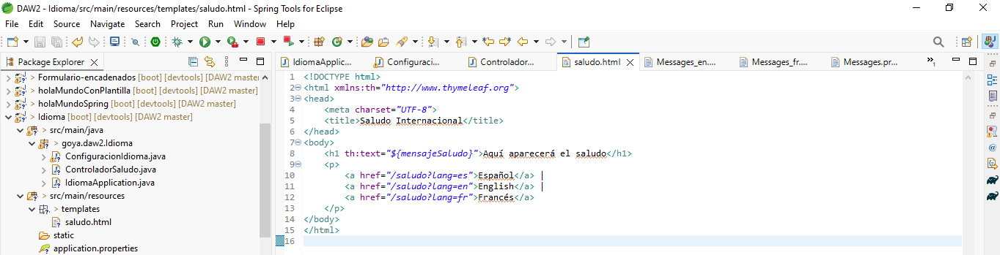 DAW2 - Idioma/src/main/resources/templates/saludo.html - Spring Tools for Eclipse
File Edit Source Navigate Search Project Run Window Help
Package Explorer
Formulario-encadenados [boot] [devtools] [DAW2 master
holaMundoConPlantilla [boot] [devtools] [DAW2 master]
holaMundoSpring [boot] [devtools] [DAW2 master]
Idioma [boot] [devtools] [DAW2 master]
src/main/java
goya.daw2.Idioma
ConfiguracionIdioma.java
ControladorSaludo.java
IdiomaApplication.java
src/main/resources
templates
saludo.html
static
application.properties
IdiomaApplic... Configuraci... Controlador... saludo.html Messages_en.... Messages_fr.... Messages.pr... »1
1 <!DOCTYPE html>
2 <html xmlns:th="http://www.thymeleaf.org">
3 <head>
4 <meta charset="UTF-8">
5 <title>Saludo Internacional</title>
6 </head>
7 <body>
8 <h1 th:text="${mensajeSaludo}">Aquí aparecerá el saludo</h1>
9 <p>
10 <a href="/saludo?lang=es">Español</a> |
11 <a href="/saludo?lang=en">English</a> |
12 <a href="/saludo?lang=fr">Francés</a>
13 </p>
14 </body>
15 </html>
16